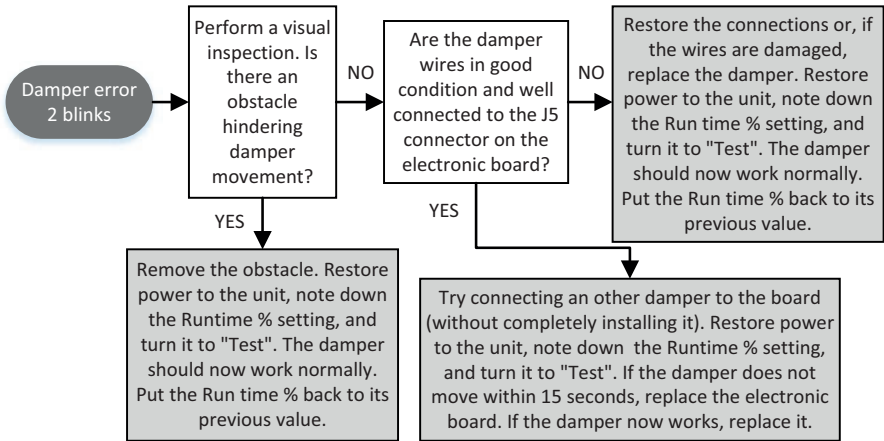 Damper error
2 blinks
Perform a visual
inspection. Is
there an
obstacle
hindering
damper
movement?
NO
YES
Are the damper
wires in good
condition and well
connected to the J5
connector on the
electronic board?
NO
YES
Restore the connections or, if
the wires are damaged,
replace the damper. Restore
power to the unit, note down
the Run time % setting, and
turn it to "Test". The damper
should now work normally.
Put the Run time % back to its
previous value.
Remove the obstacle. Restore
power to the unit, note down
the Runtime % setting, and
turn it to "Test". The damper
should now work normally.
Put the Run time % back to its
previous value.
Try connecting an other damper to the board
(without completely installing it). Restore power
to the unit, note down the Runtime % setting,
and turn it to "Test". If the damper does not
move within 15 seconds, replace the electronic
board. If the damper now works, replace it.